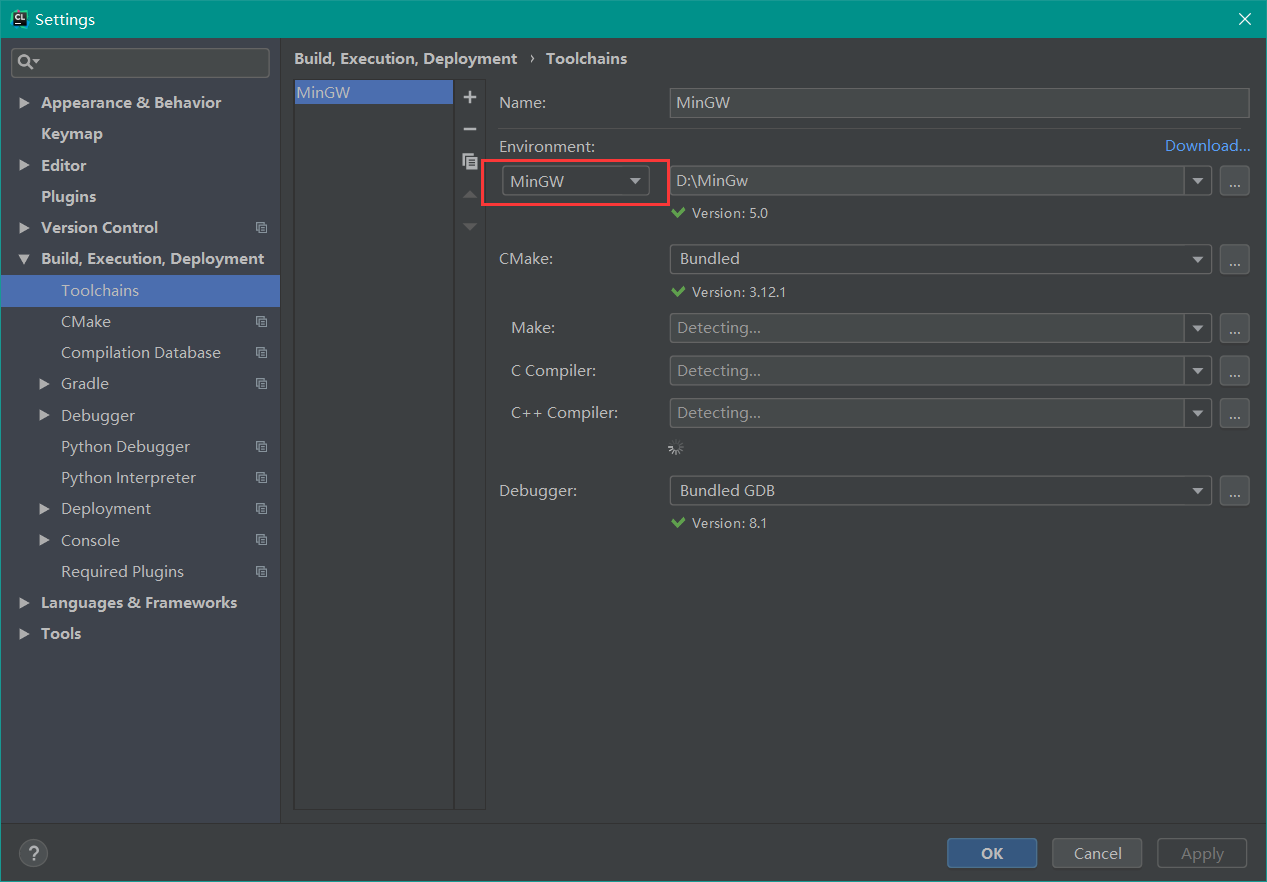 CL Settings
Build, Execution, Deployment › Toolchains
Appearance & Behavior
Keymap
Editor
Plugins
Version Control
Build, Execution, Deployment
Toolchains
CMake
Compilation Database
Gradle
Debugger
Python Debugger
Python Interpreter
Deployment
Console
Required Plugins
Languages & Frameworks
Tools
MinGW
Name: MinGW
Environment: Download...
MinGW D:\MinGw ...
Version: 5.0
CMake: Bundled ...
Version: 3.12.1
Make: Detecting... ...
C Compiler: Detecting... ...
C++ Compiler: Detecting... ...
Debugger: Bundled GDB ...
Version: 8.1
? OK Cancel Apply